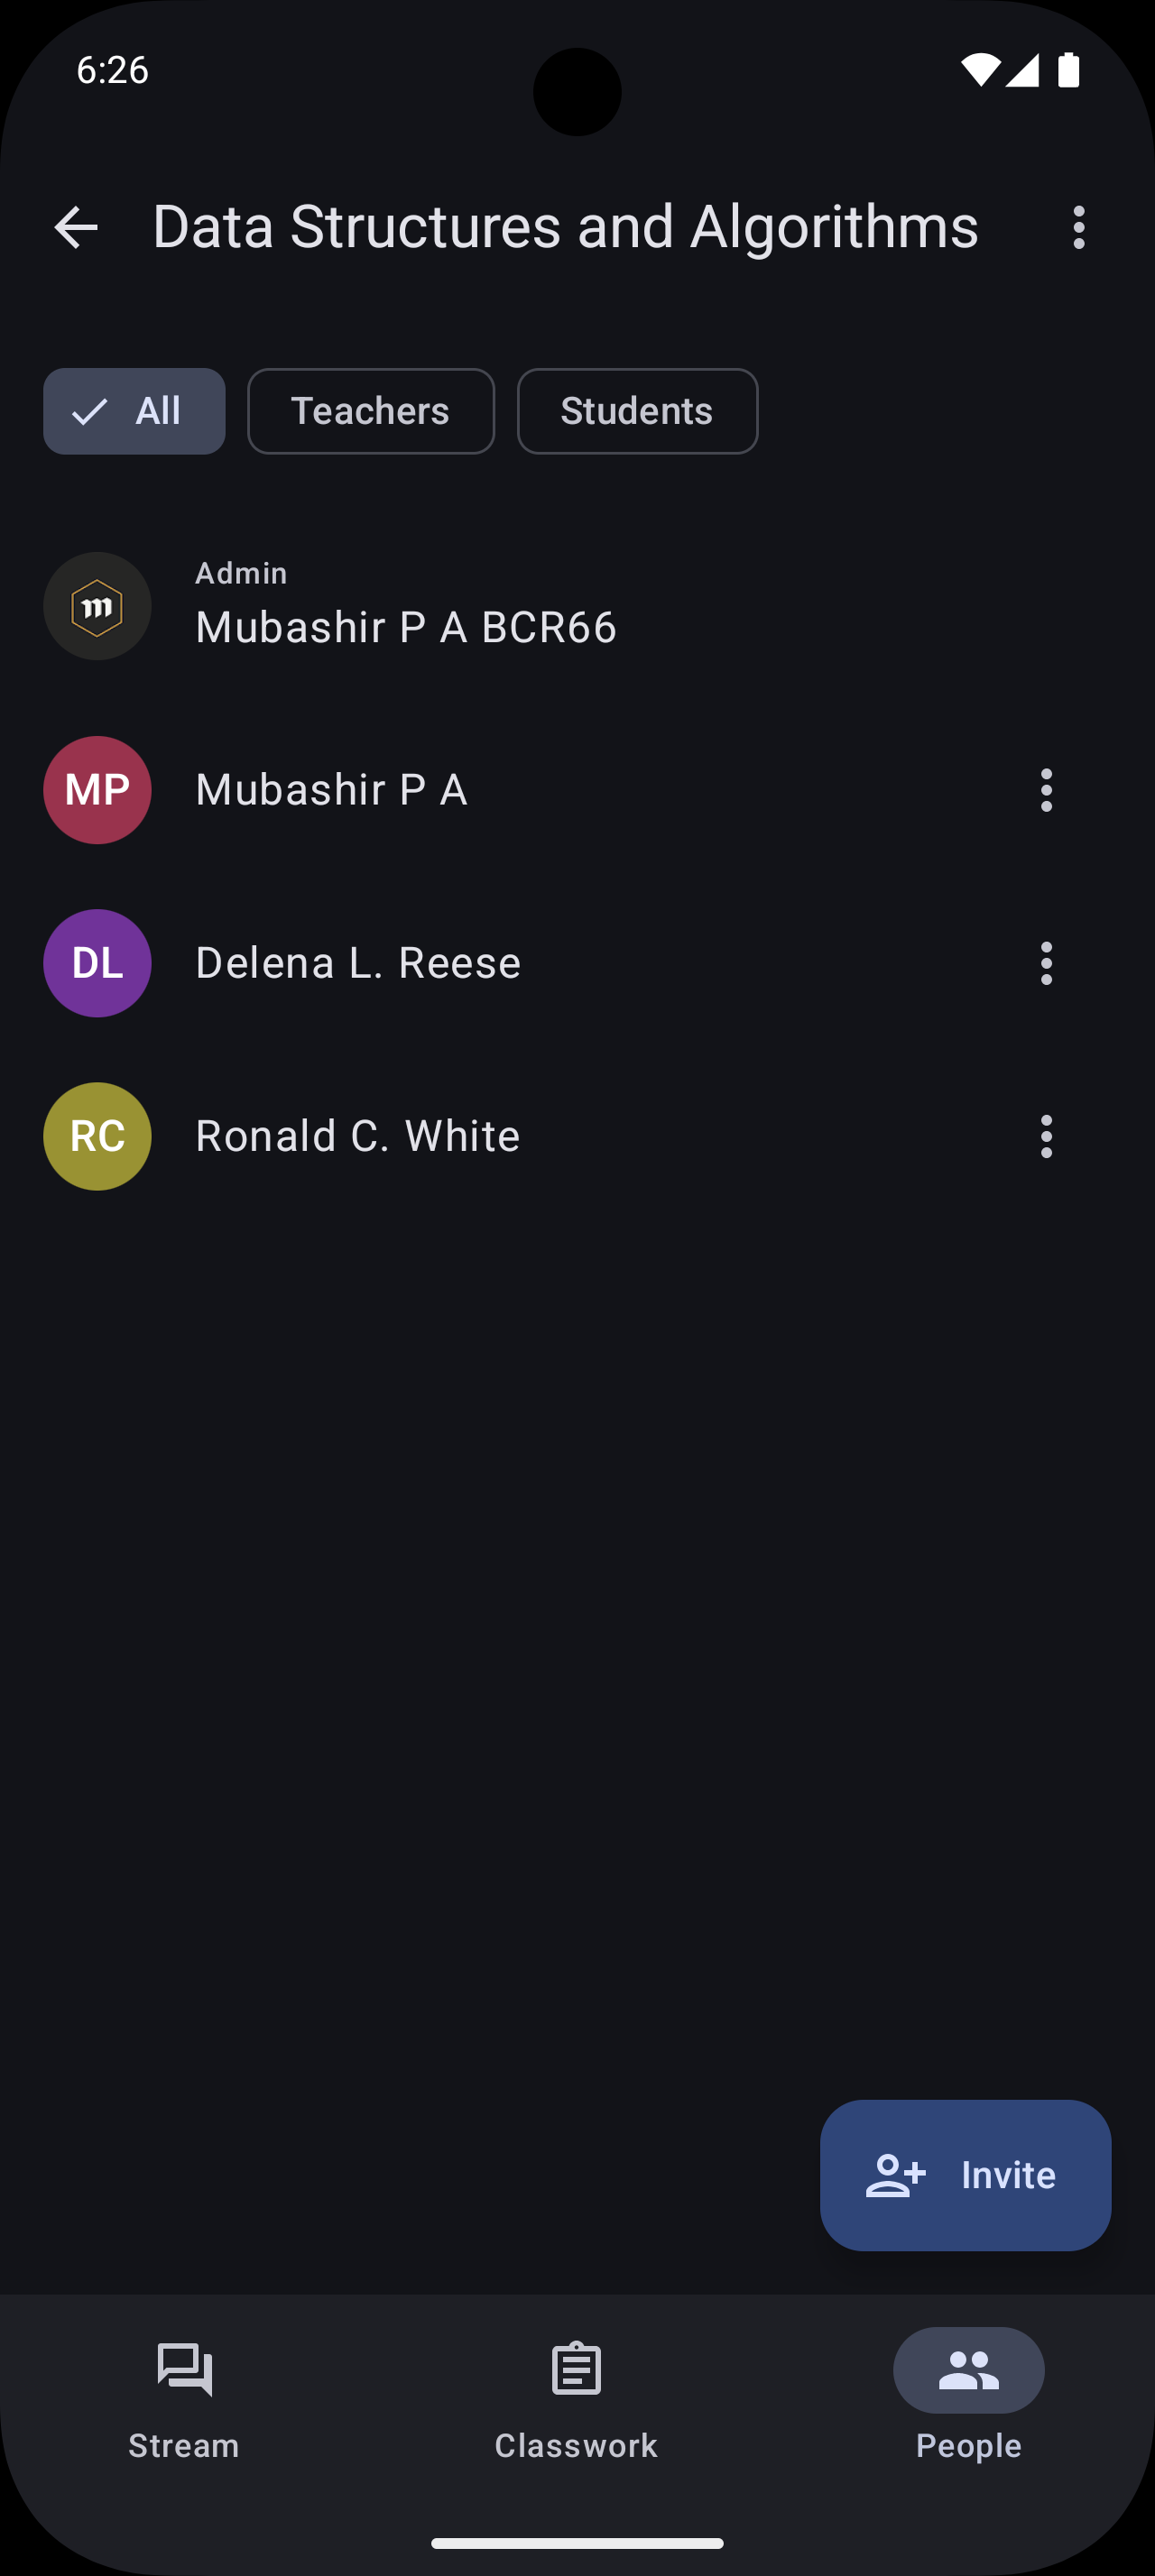 6:26
Data Structures and Algorithms
All
Teachers
Students
Admin
m
Mubashir P A BCR66
MP
Mubashir P A
DL
Delena L. Reese
RC
Ronald C. White
Invite
Stream
Classwork
People